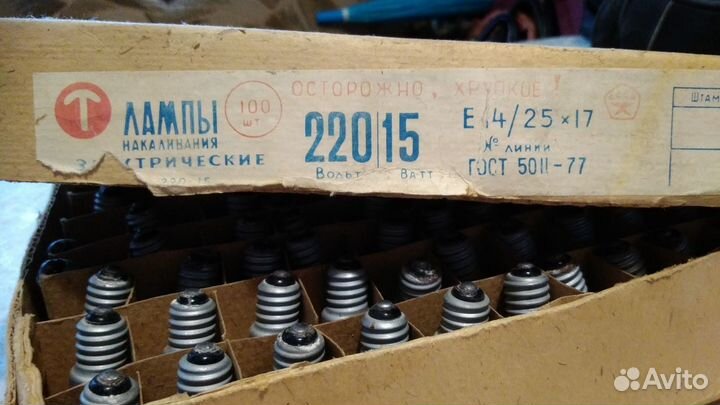 ОСТОРОЖНО, ХРУПКОЕ!
100
шт.
ЛАМПЫ
НАКАЛИВАНИЯ
ЭЛЕКТРИЧЕСКИЕ
220 15
Вольт Ватт
E 14/25×17
№ ЛИНИИ
ГОСТ 5011-77
Штам
Avito